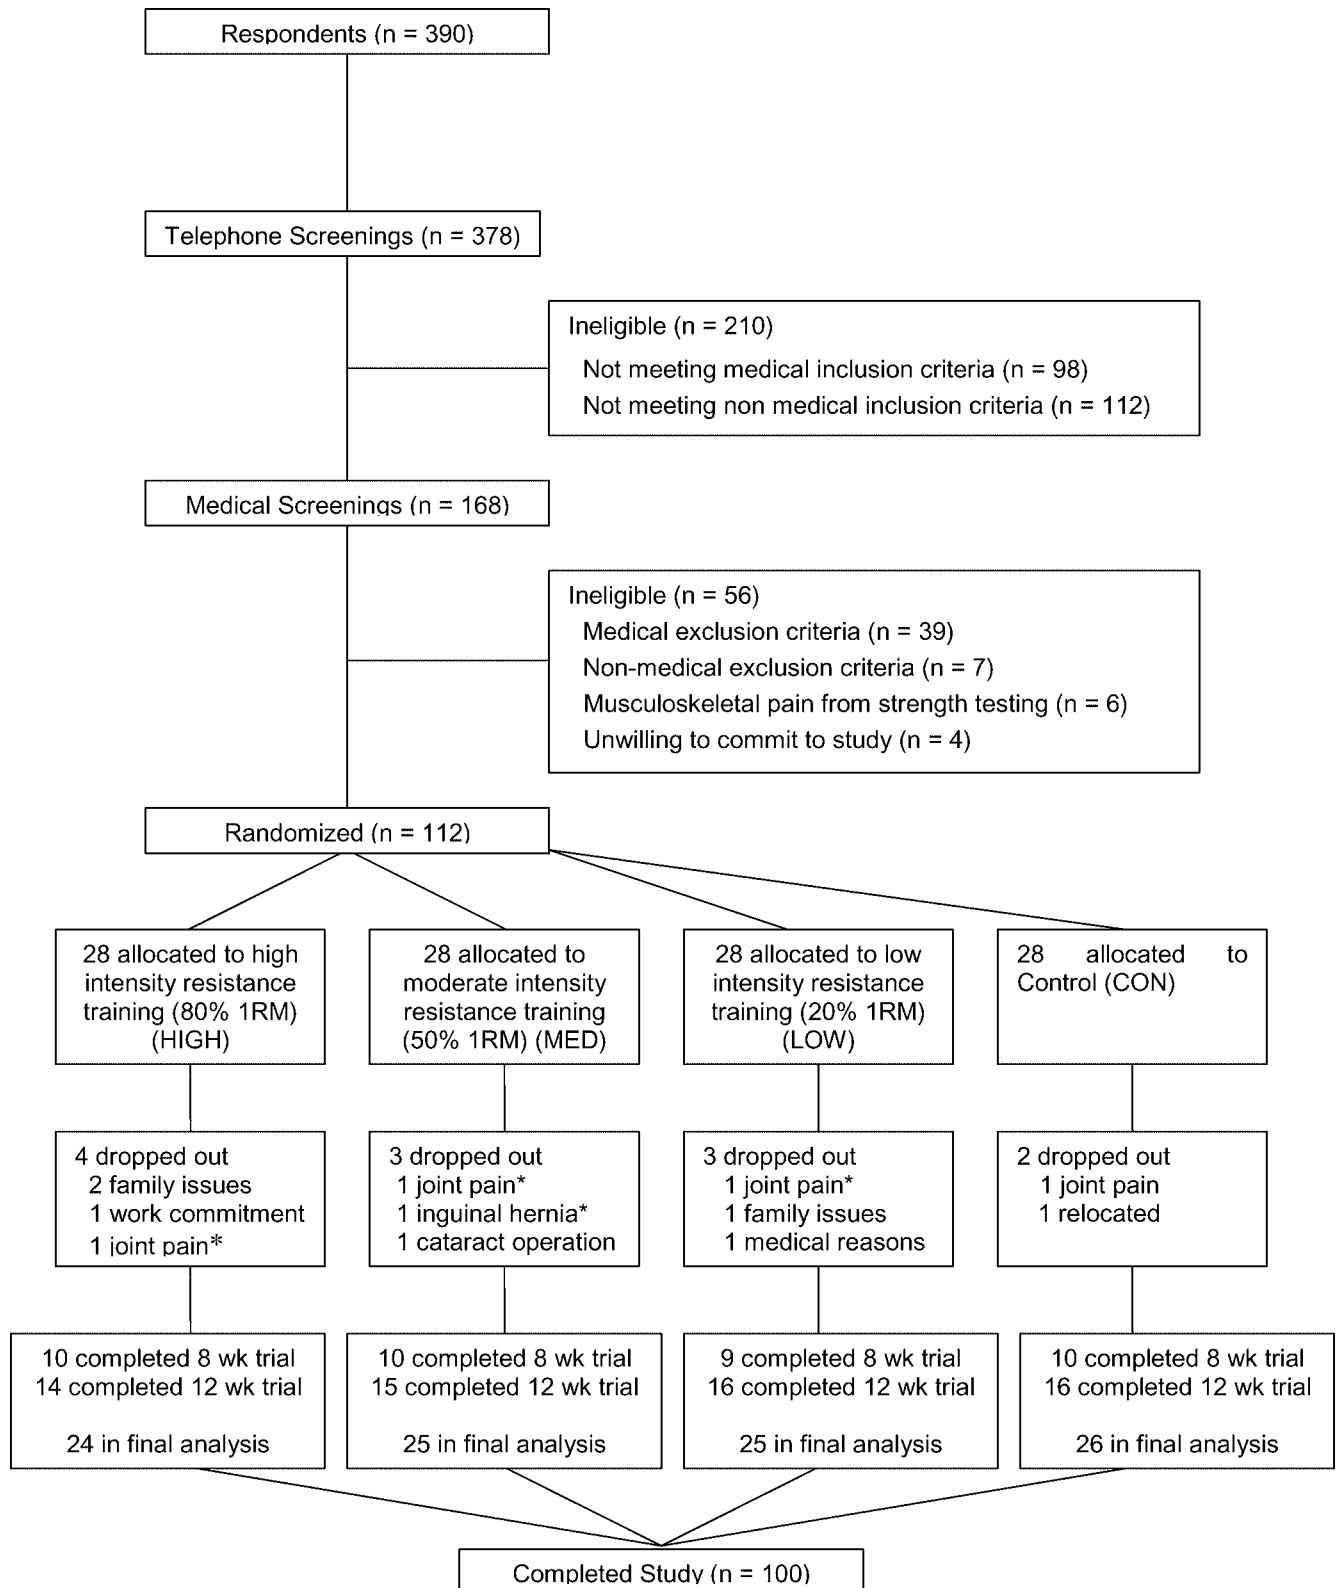 Respondents (n = 390)
Telephone Screenings (n = 378)
Ineligible (n = 210)
Not meeting medical inclusion criteria (n = 98)
Not meeting non medical inclusion criteria (n = 112)
Medical Screenings (n = 168)
Ineligible (n = 56)
Medical exclusion criteria (n = 39)
Non-medical exclusion criteria (n = 7)
Musculoskeletal pain from strength testing (n = 6)
Unwilling to commit to study (n = 4)
Randomized (n = 112)
28 allocated to high
intensity resistance
training (80% 1RM)
(HIGH)
28 allocated to
moderate intensity
resistance training
(50% 1RM) (MED)
28 allocated to low
intensity resistance
training (20% 1RM)
(LOW)
28 allocated to
Control (CON)
4 dropped out
2 family issues
1 work commitment
1 joint pain*
3 dropped out
1 joint pain*
1 inguinal hernia*
1 cataract operation
3 dropped out
1 joint pain*
1 family issues
1 medical reasons
2 dropped out
1 joint pain
1 relocated
10 completed 8 wk trial
14 completed 12 wk trial
24 in final analysis
10 completed 8 wk trial
15 completed 12 wk trial
25 in final analysis
9 completed 8 wk trial
16 completed 12 wk trial
25 in final analysis
10 completed 8 wk trial
16 completed 12 wk trial
26 in final analysis
Completed Study (n = 100)